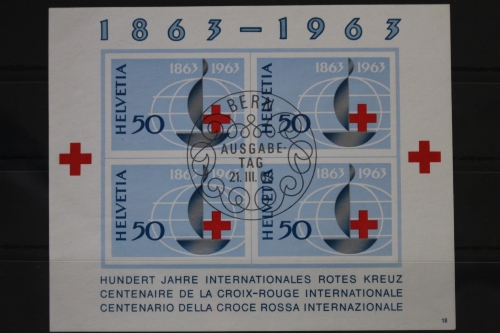 1863-1963
1863 1963
HELVETIA
50
1863 1963
HELVETIA
50
BERN
AUSGABE-
TAG
21. III. 63
1863 1963
HELVETIA
50
1963
HELVETIA
50
HUNDERT JAHRE INTERNATIONALES ROTES KREUZ
CENTENAIRE DE LA CROIX-ROUGE INTERNATIONALE
CENTENARIO DELLA CROCE ROSSA INTERNAZIONALE